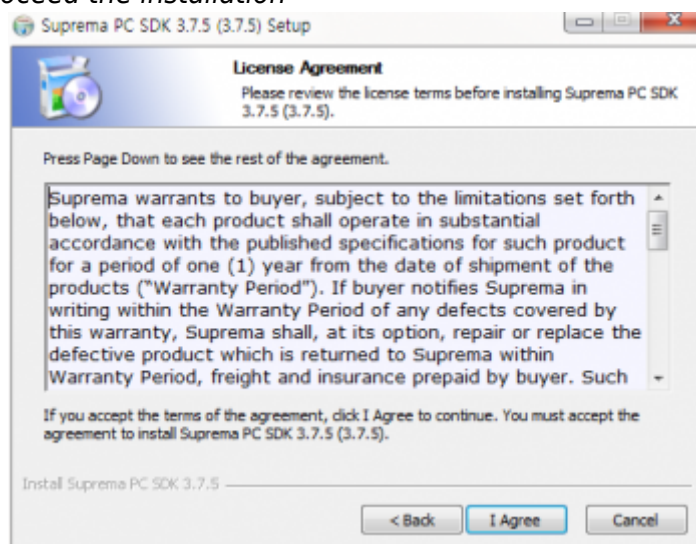 the installation
Suprema PC SDK 3.7.5 (3.7.5) Setup
License Agreement
Please review the license terms before installing Suprema PC SDK
3.7.5 (3.7.5).
Press Page Down to see the rest of the agreement.
Suprema warrants to buyer, subject to the limitations set forth
below, that each product shall operate in substantial
accordance with the published specifications for such product
for a period of one (1) year from the date of shipment of the
products ("Warranty Period"). If buyer notifies Suprema in
writing within the Warranty Period of any defects covered by
this warranty, Suprema shall, at its option, repair or replace the
defective product which is returned to Suprema within
Warranty Period, freight and insurance prepaid by buyer. Such
If you accept the terms of the agreement, click I Agree to continue. You must accept the
agreement to install Suprema PC SDK 3.7.5 (3.7.5).
Install Suprema PC SDK 3.7.5
< Back
I Agree
Cancel